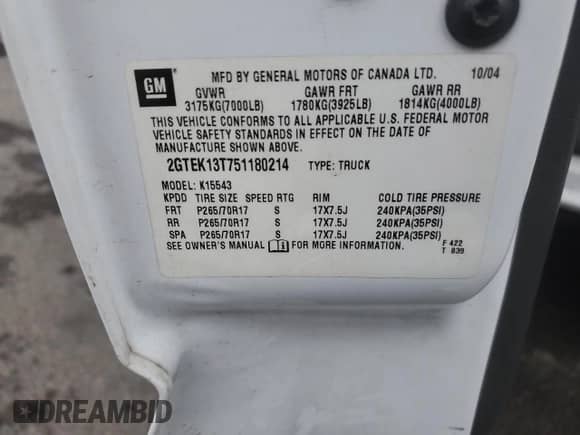 GM
MFD BY GENERAL MOTORS OF CANADA LTD. 10/04
GVWR GAWR FRT GAWR RR
3175KG(7000LB) 1780KG(3925LB) 1814KG(4000LB)
THIS VEHICLE CONFORMS TO ALL APPLICABLE U.S. FEDERAL MOTOR
VEHICLE SAFETY STANDARDS IN EFFECT ON THE DATE OF
MANUFACTURE SHOWN ABOVE.
2GTEK13T751180214 TYPE: TRUCK
MODEL: K15543
KPDD TIRE SIZE SPEED RTG RIM COLD TIRE PRESSURE
FRT P265/70R17 S 17X7.5J 240KPA(35PSI)
RR P265/70R17 S 17X7.5J 240KPA(35PSI)
SPA P265/70R17 S 17X7.5J 240KPA(35PSI)
SEE OWNER'S MANUAL FOR MORE INFORMATION.
F 422
T 839
DREAMBID